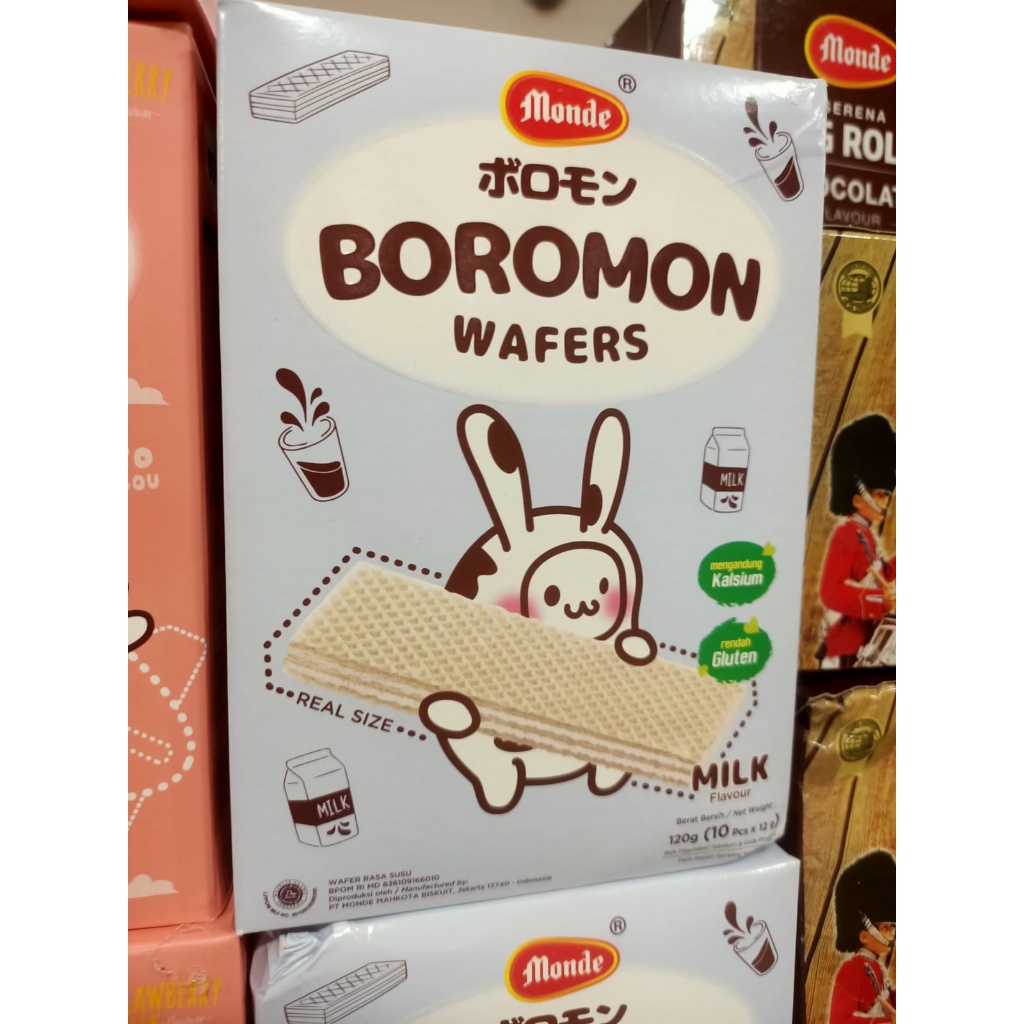 Monde
®
ボロモン
BOROMON
WAFERS
MILK
mengandung
Kalsium
rendah
Gluten
REAL SIZE
MILK
MILK
Flavour
Berat Bersih / Net Weight
120g (10 Pcs x 12 g)
WAFER RASA SUSU
BPOM RI MD 836109166010
Diproduksi oleh / Manufactured by:
PT MONDE MAHKOTA BISKUIT, Jakarta 13740 - Indonesia
Monde
®
ボロモン
Monde
SERENA
ROL